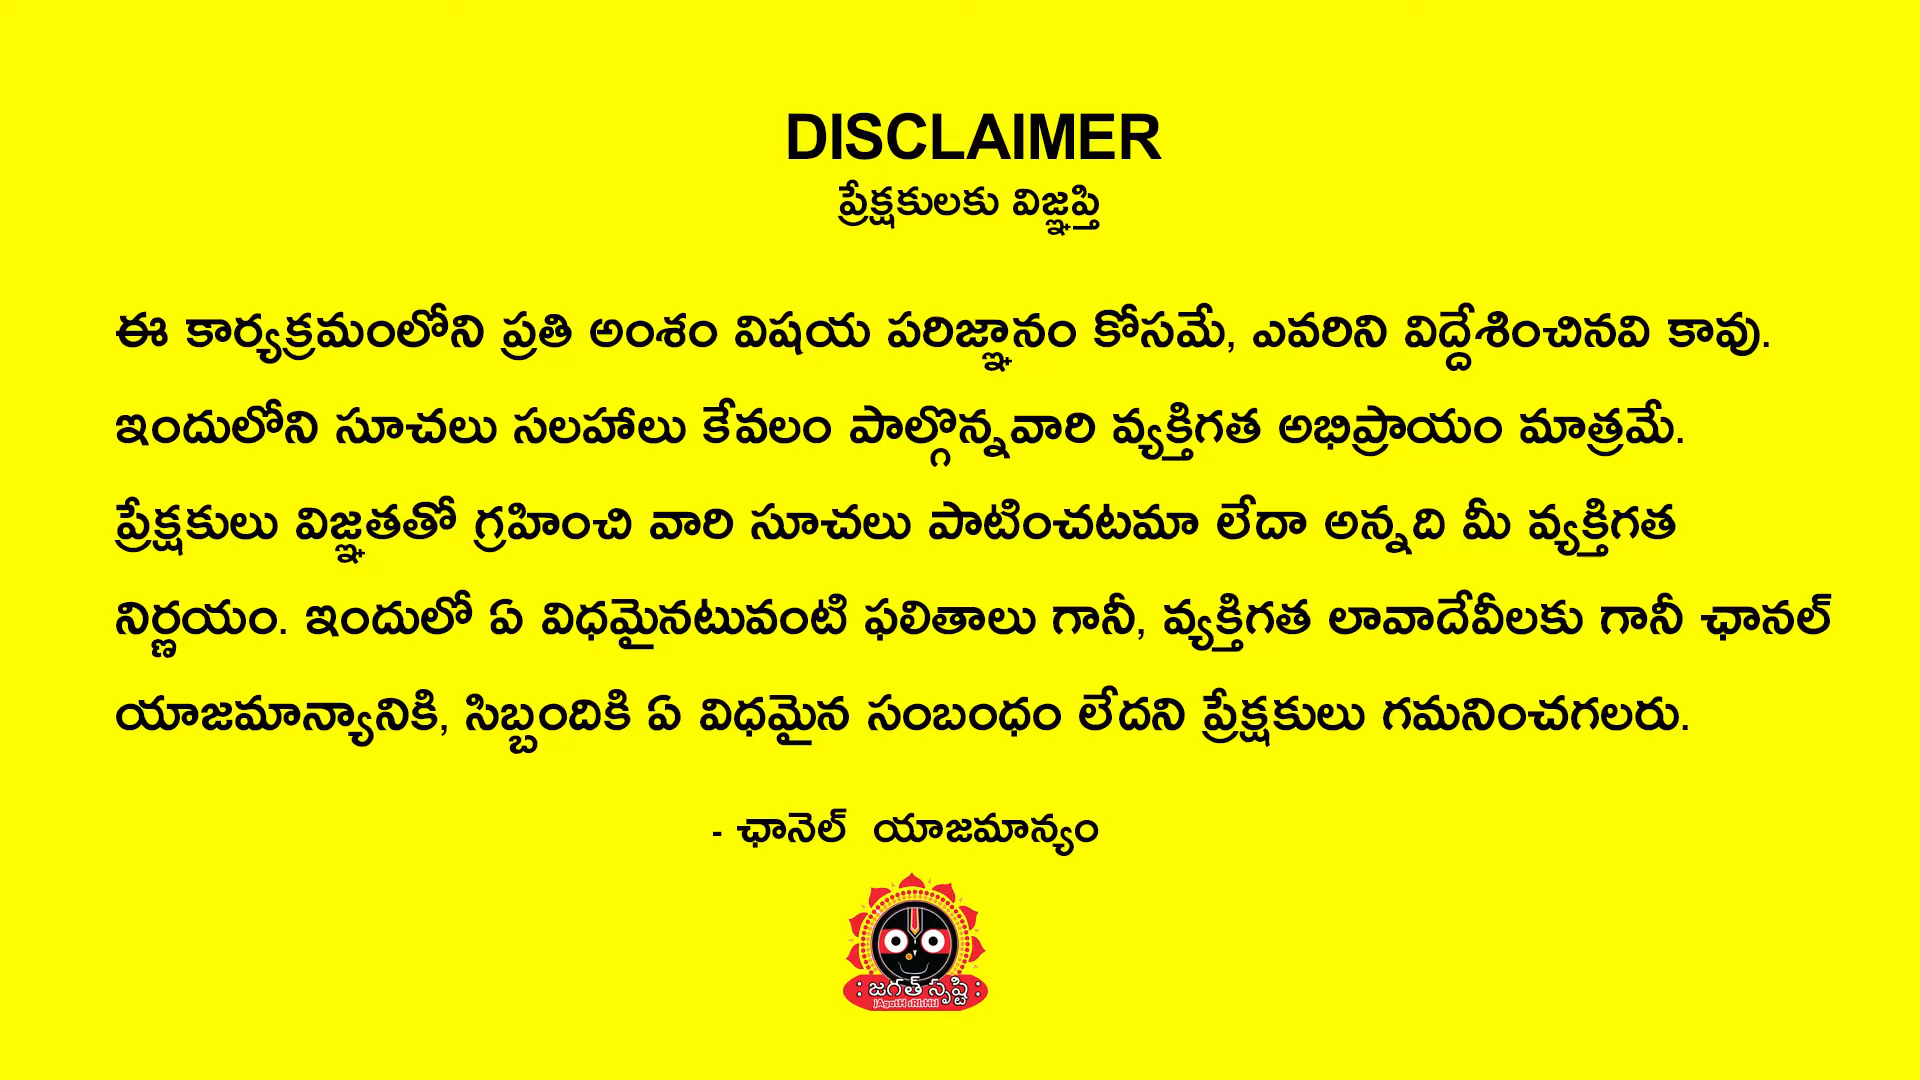 DISCLAIMER
ప్రేక్షకులకు విజ్ఞప్తి
ఈ కార్యక్రమంలోని ప్రతి అంశం విషయ పరిజ్ఞానం కోసమే, ఎవరిని విద్దేశించినవి కావు.
ఇందులోని సూచలు సలహాలు కేవలం పాల్గొన్నవారి వ్యక్తిగత అభిప్రాయం మాత్రమే.
ప్రేక్షకులు విజ్ఞతతో గ్రహించి వారి సూచలు పాటించటమా లేదా అన్నది మీ వ్యక్తిగత
నిర్ణయం. ఇందులో ఏ విధమైనటువంటి ఫలితాలు గానీ, వ్యక్తిగత లావాదేవీలకు గానీ ఛానల్
యాజమాన్యానికి, సిబ్బందికి ఏ విధమైన సంబంధం లేదని ప్రేక్షకులు గమనించగలరు.
- ఛానెల్ యాజమాన్యం
: జగత్ సృష్టి :
jAgatH sRIsHtI